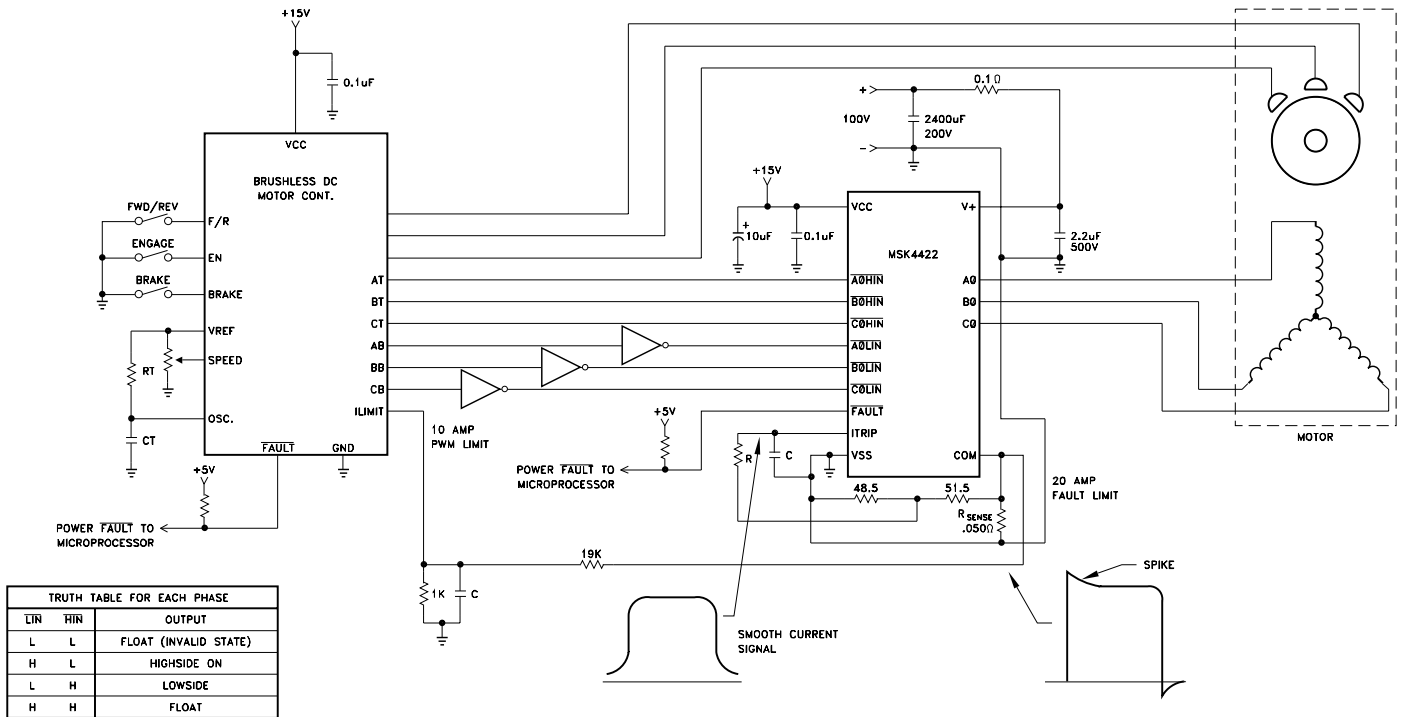 +15V
0.1uF
VCC
BRUSHLESS DC
MOTOR CONT.
FWD/REV
F/R
ENGAGE
EN
BRAKE
BRAKE
VREF
SPEED
RT
OSC.
CT
FAULT
GND
+5V
POWER FAULT TO
MICROPROCESSOR
AT
BT
CT
AB
BB
CB
ILIMIT
10 AMP
PWM LIMIT
1K
C
19K
+
100V
-
2400uF
200V
0.1Ω
+15V
+
10uF
0.1uF
VCC
V+
MSK4422
2.2uF
500V
AØHIN
BØHIN
CØHIN
AØLIN
BØLIN
CØLIN
FAULT
ITRIP
VSS
AØ
BØ
CØ
COM
+5V
POWER FAULT TO
MICROPROCESSOR
R
C
48.5
51.5
RSENSE
.050Ω
20 AMP
FAULT LIMIT
MOTOR
SMOOTH CURRENT
SIGNAL
SPIKE
TRUTH TABLE FOR EACH PHASE
LIN HIN OUTPUT
L L FLOAT (INVALID STATE)
H L HIGHSIDE ON
L H LOWSIDE
H H FLOAT